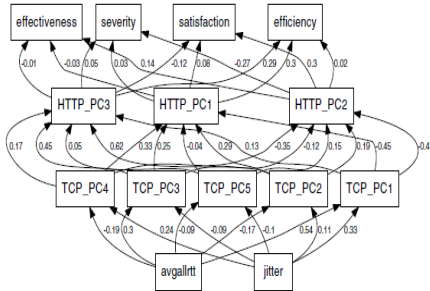 effectiveness severity satisfaction efficiency
-0.01 -0.03 0.05 0.03 0.14 -0.12 0.08 -0.27 0.29 0.3 0.3 0.02
HTTP_PC3 HTTP_PC1 HTTP_PC2
0.17 0.45 0.05 0.62 0.33 0.25 -0.04 0.29 0.13 -0.35 -0.12 0.15 0.19 -0.45 -0.4
TCP_PC4 TCP_PC3 TCP_PC5 TCP_PC2 TCP_PC1
-0.19 0.3 0.24 -0.09 -0.09 -0.17 -0.1 0.54 0.11 0.33
avgallrtt jitter